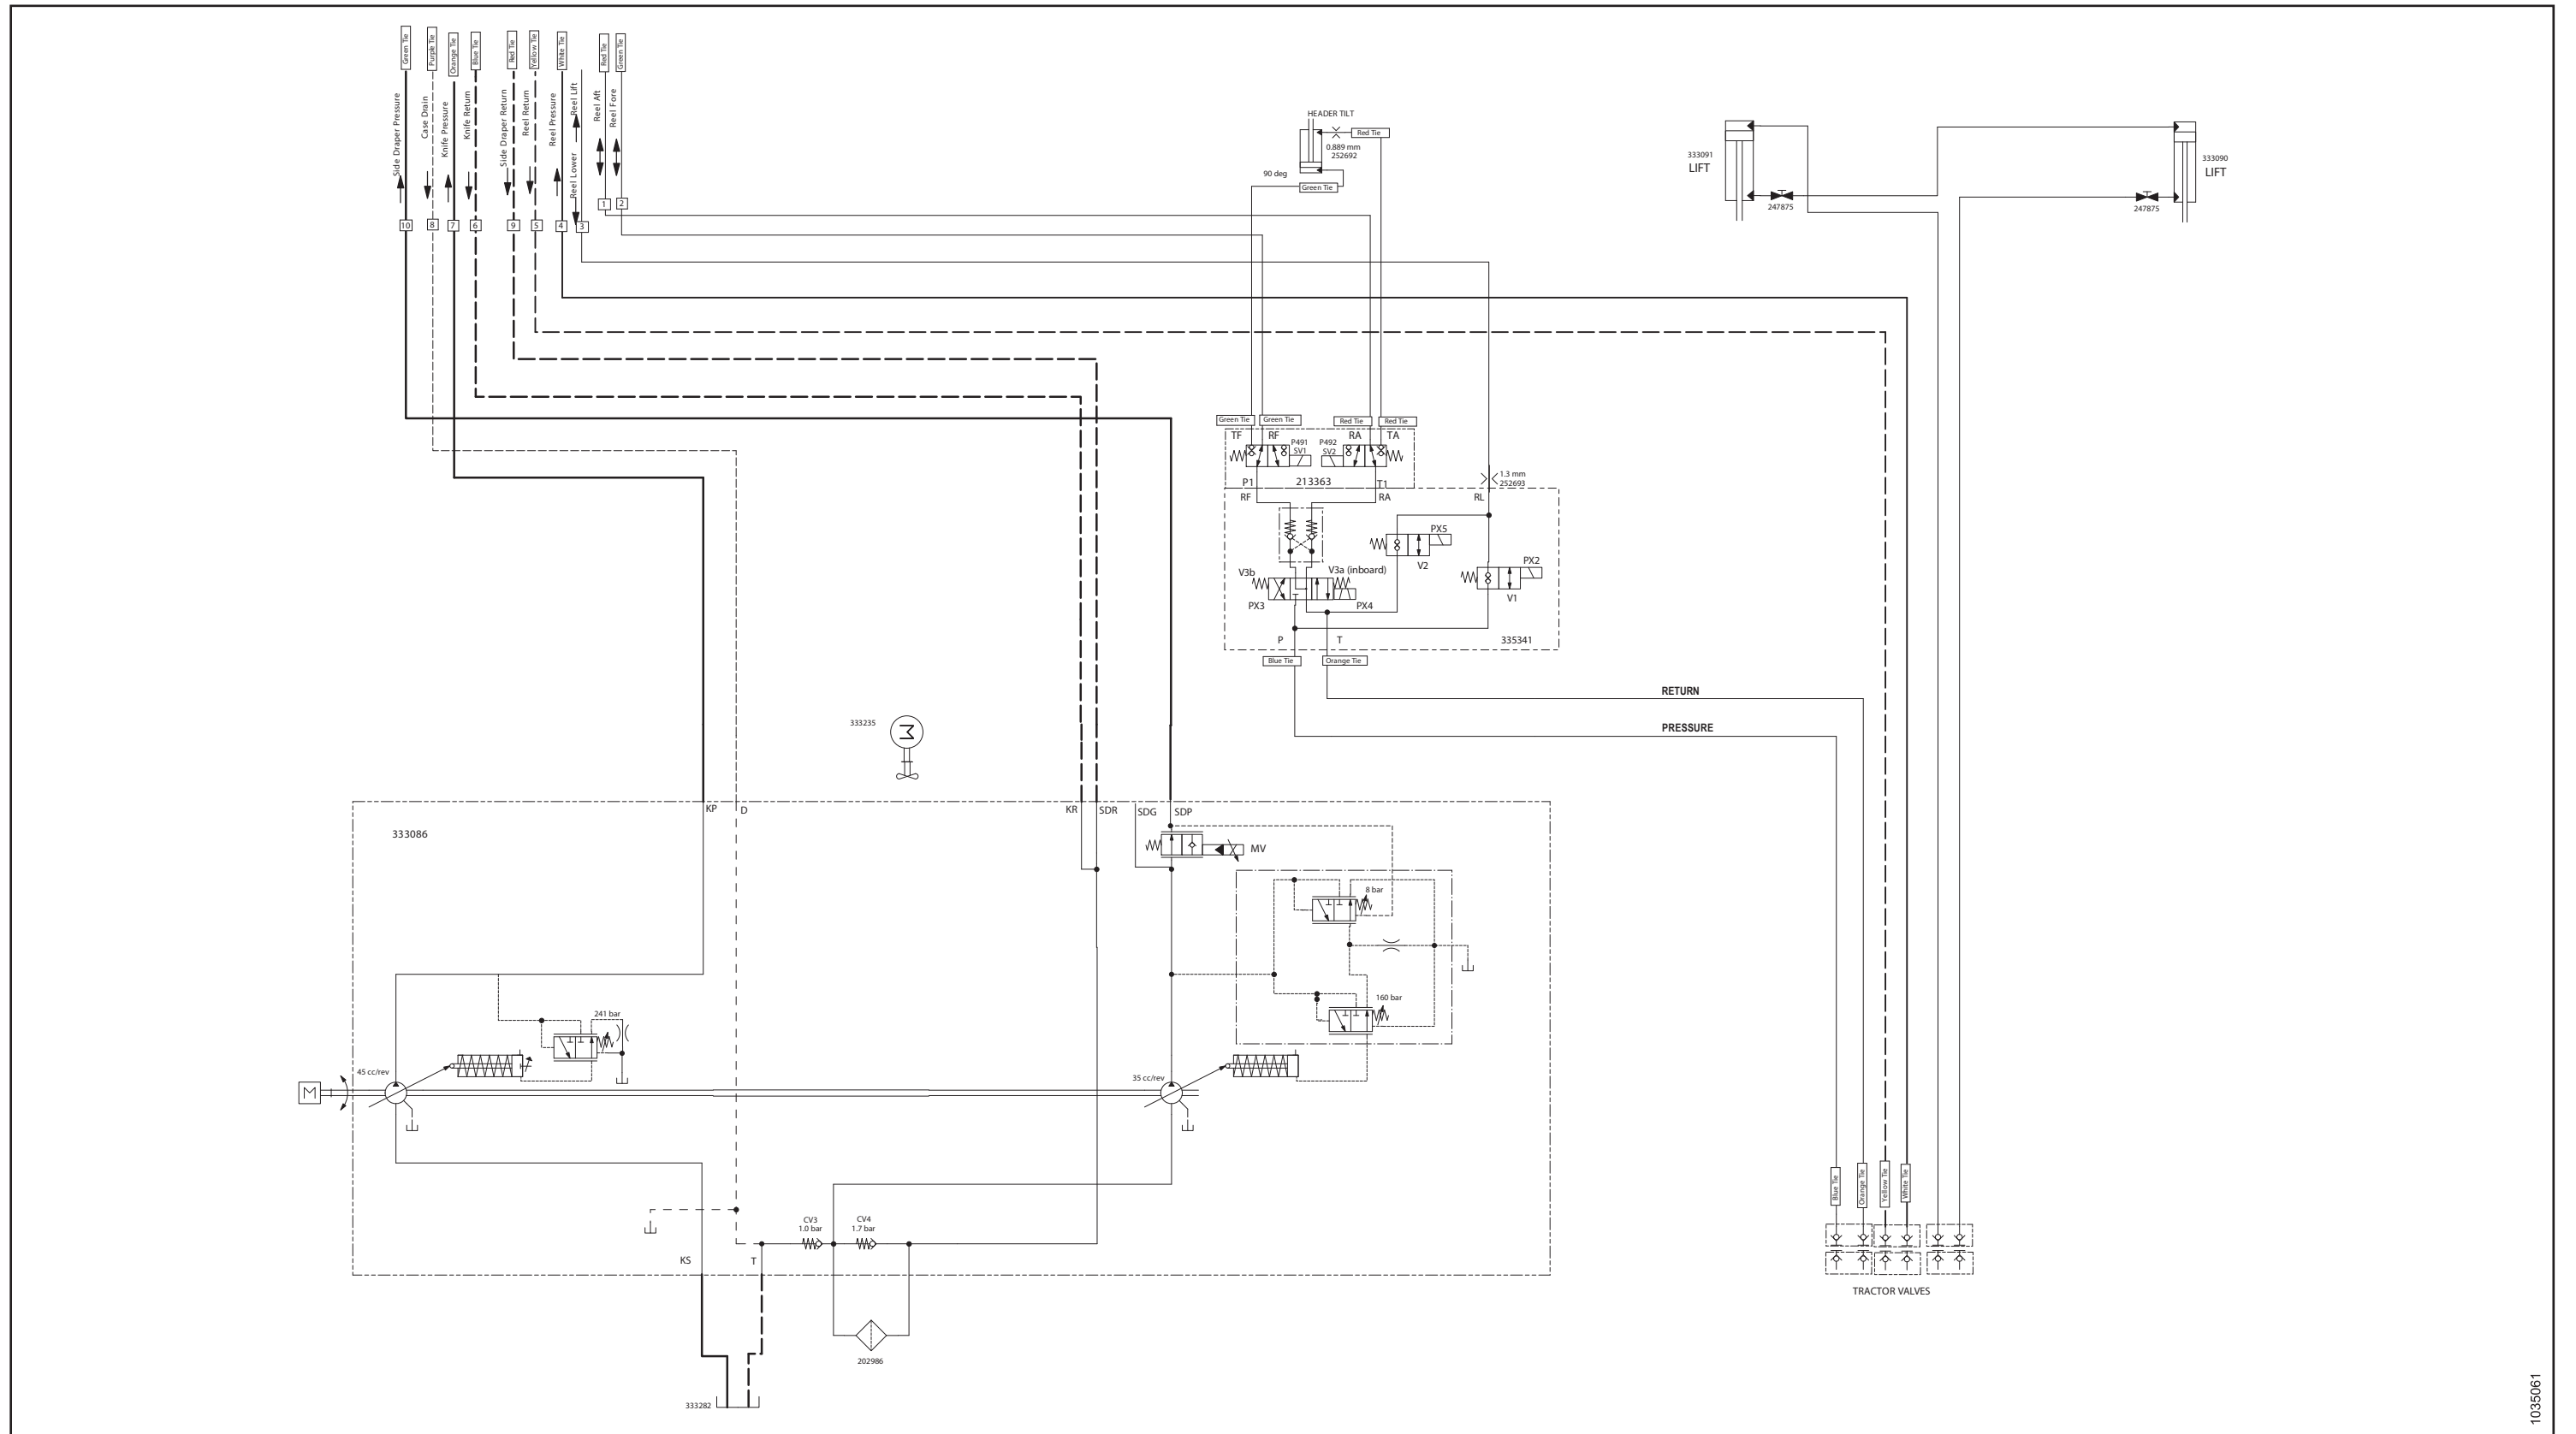 Green Tie
Purple Tie
Orange Tie
Blue Tie
Red Tie
Yellow Tie
White Tie
Red Tie
Green Tie
Side Draper Pressure
Case Drain
Knife Pressure
Knife Return
Side Draper Return
Reel Return
Reel Pressure
Reel Lower
Reel Lift
Reel Aft
Reel Fore
10
8
7
6
9
5
4
3
1
2
HEADER TILT
Red Tie
0.889 mm
252692
90 deg
Green Tie
333091
LIFT
247875
333090
LIFT
247875
Green Tie
Green Tie
Red Tie
Red Tie
TF
RF
RA
TA
P491
SV1
P492
SV2
P1
213363
T1
RF
RA
RL
1.3 mm
252693
PX5
V2
PX2
V1
V3b
V3a (inboard)
PX3
PX4
P
T
335341
Blue Tie
Orange Tie
RETURN
PRESSURE
333235
M
KP
D
KR
SDR
SDG
SDP
333086
MV
8 bar
160 bar
241 bar
45 cc/rev
35 cc/rev
M
CV3
1.0 bar
CV4
1.7 bar
KS
T
202986
333282
Blue Tie
Orange Tie
Yellow Tie
White Tie
TRACTOR VALVES
1035061